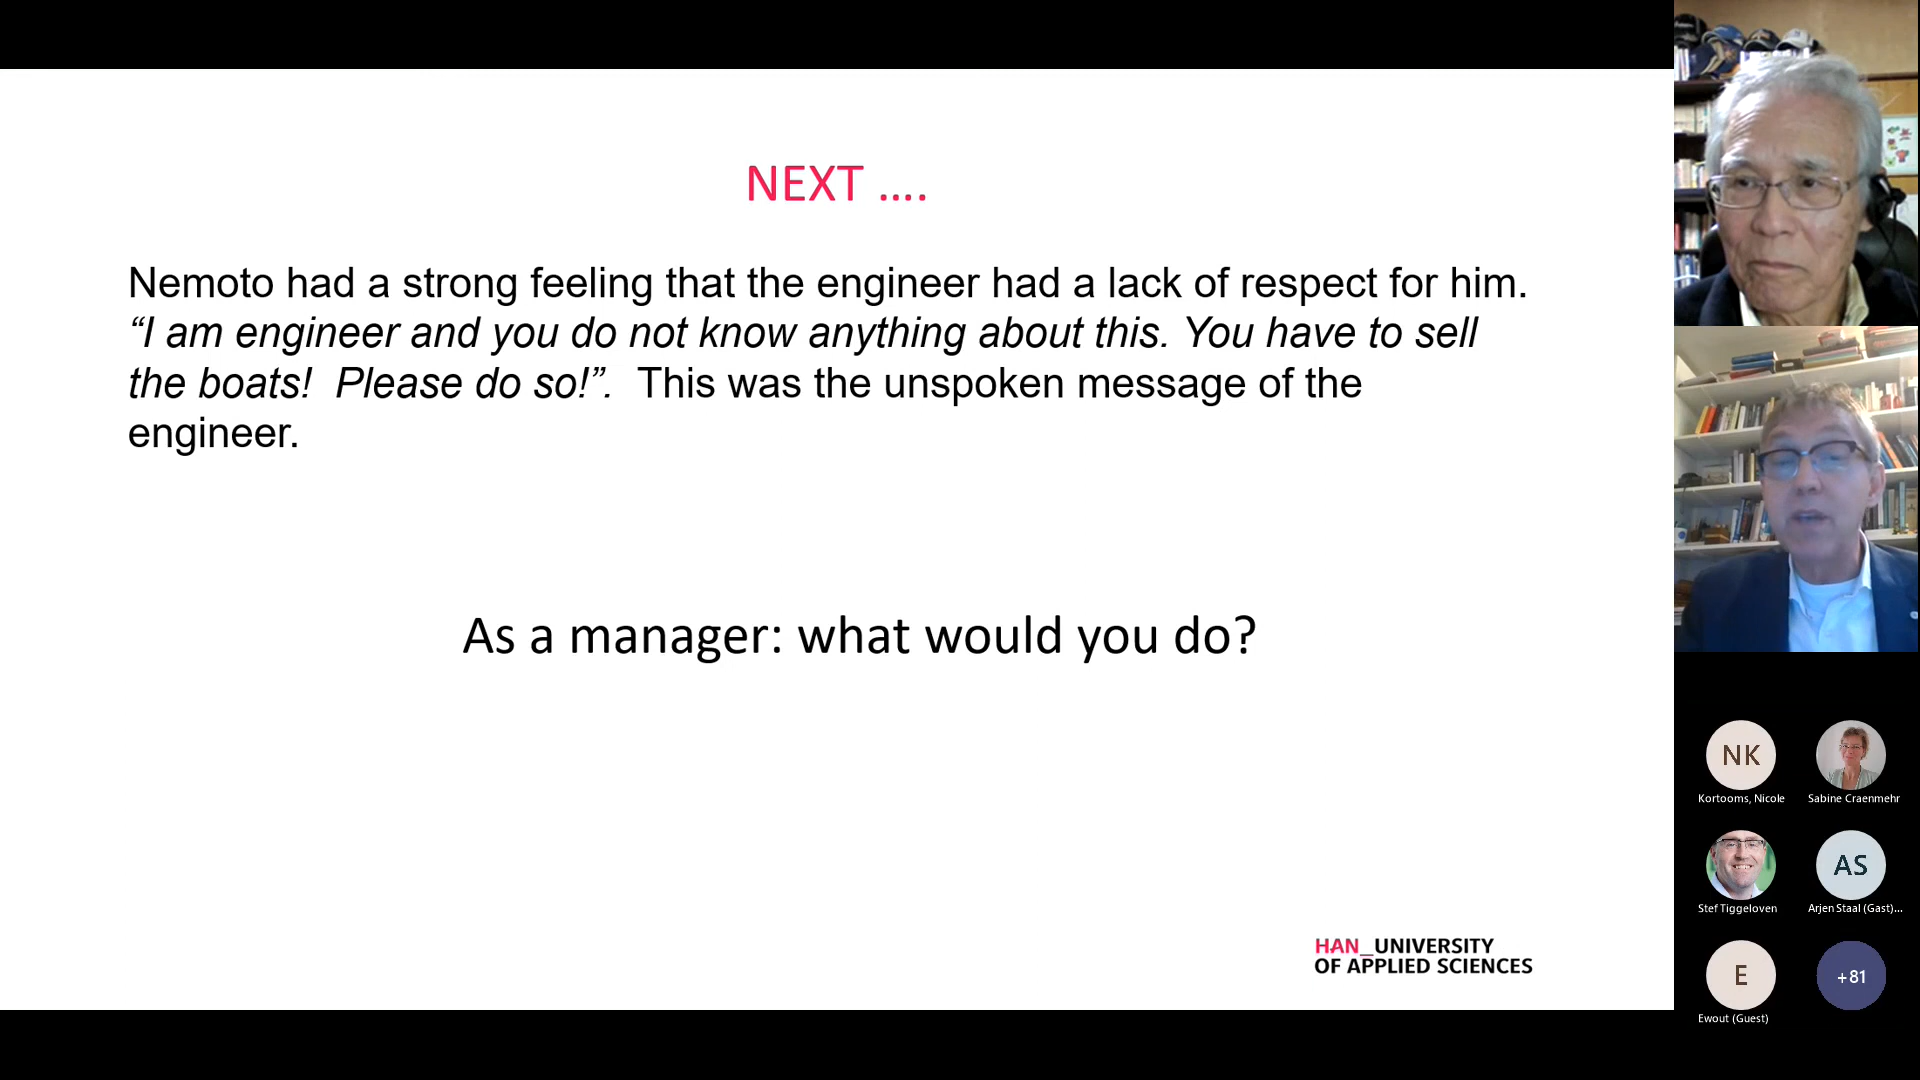 NEXT ....
Nemoto had a strong feeling that the engineer had a lack of respect for him.
“I am engineer and you do not know anything about this. You have to sell
the boats!  Please do so!”.  This was the unspoken message of the
engineer.
As a manager: what would you do?
HAN_UNIVERSITY
OF APPLIED SCIENCES
NK
Kortooms, Nicole
Sabine Craenmehr
Stef Tiggeloven
AS
Arjen Staal (Gast)...
E
Ewout (Guest)
+81